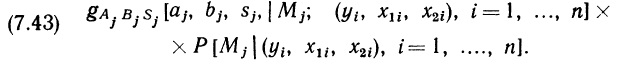 (7.43) g_{A_j B_j S_j} [a_j, b_j, s_j, | M_j; (y_i, x_{1i}, x_{2i}), i = 1, ..., n] ×
× P [M_j | (y_i, x_{1i}, x_{2i}), i = 1, ...., n].